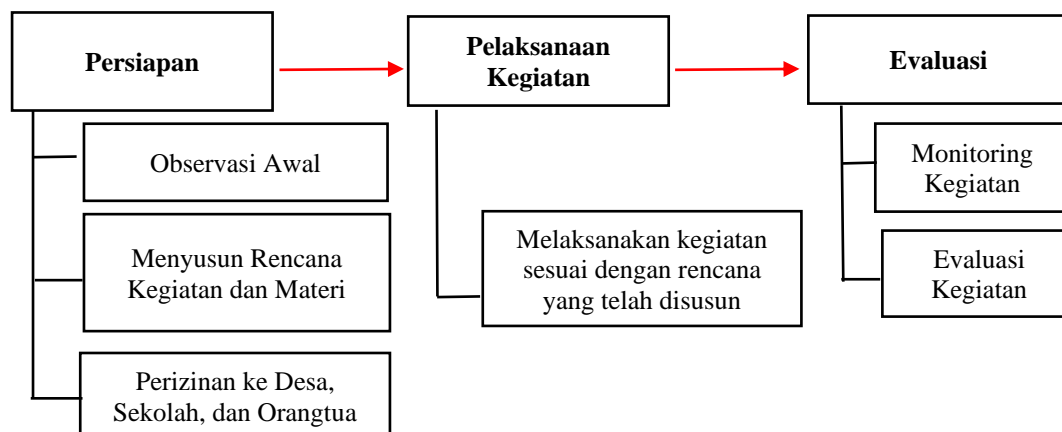 Persiapan
Pelaksanaan
Kegiatan
Evaluasi
Observasi Awal
Menyusun Rencana
Kegiatan dan Materi
Perizinan ke Desa,
Sekolah, dan Orangtua
Melaksanakan kegiatan
sesuai dengan rencana
yang telah disusun
Monitoring
Kegiatan
Evaluasi
Kegiatan